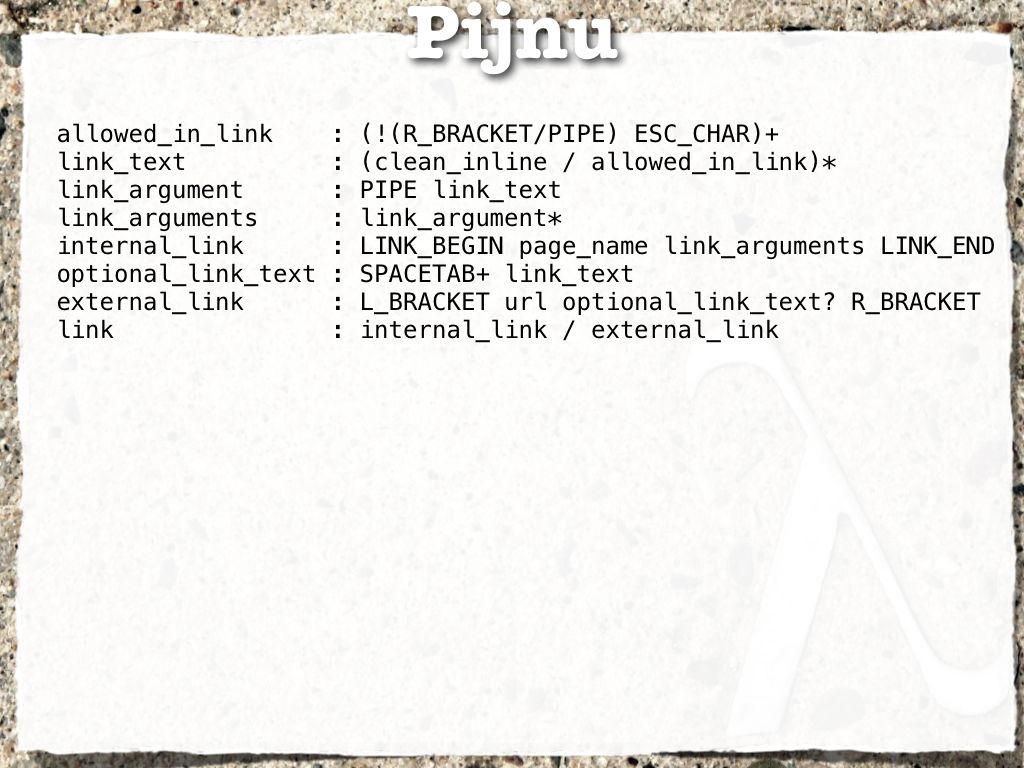 Pijnu
allowed_in_link    : (!(R_BRACKET/PIPE) ESC_CHAR)+
link_text          : (clean_inline / allowed_in_link)*
link_argument      : PIPE link_text
link_arguments     : link_argument*
internal_link      : LINK_BEGIN page_name link_arguments LINK_END
optional_link_text : SPACETAB+ link_text
external_link      : L_BRACKET url optional_link_text? R_BRACKET
link               : internal_link / external_link
λ